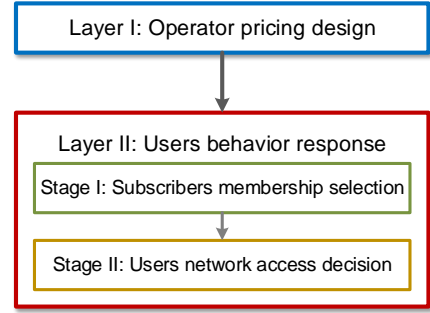 Layer I: Operator pricing design
Layer II: Users behavior response
Stage I: Subscribers membership selection
Stage II: Users network access decision